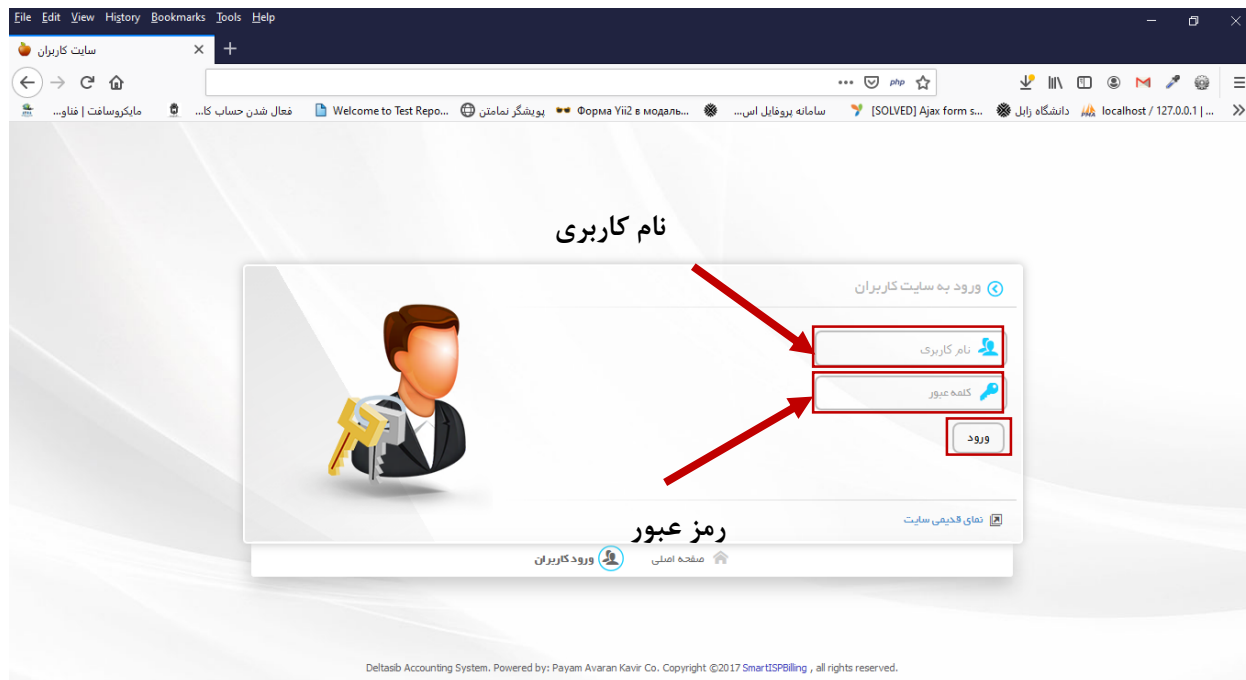 File Edit View History Bookmarks Tools Help
سایت کاربران
php
مایکروسافت | فناو...
فعال شدن حساب کا...
Welcome to Test Repo...
پویشگر نمامتن
Форма Yii2 в модаль...
سامانه پروفایل اس...
[SOLVED] Ajax form s...
دانشگاه زابل
localhost / 127.0.0.1 | ...
نام کاربری
ورود به سایت کاربران
نام کاربری
کلمه عبور
ورود
نمای قدیمی سایت
رمز عبور
صفحه اصلی
ورود کاربران
Deltasib Accounting System. Powered by: Payam Avaran Kavir Co. Copyright ©2017 SmartISPBilling , all rights reserved.